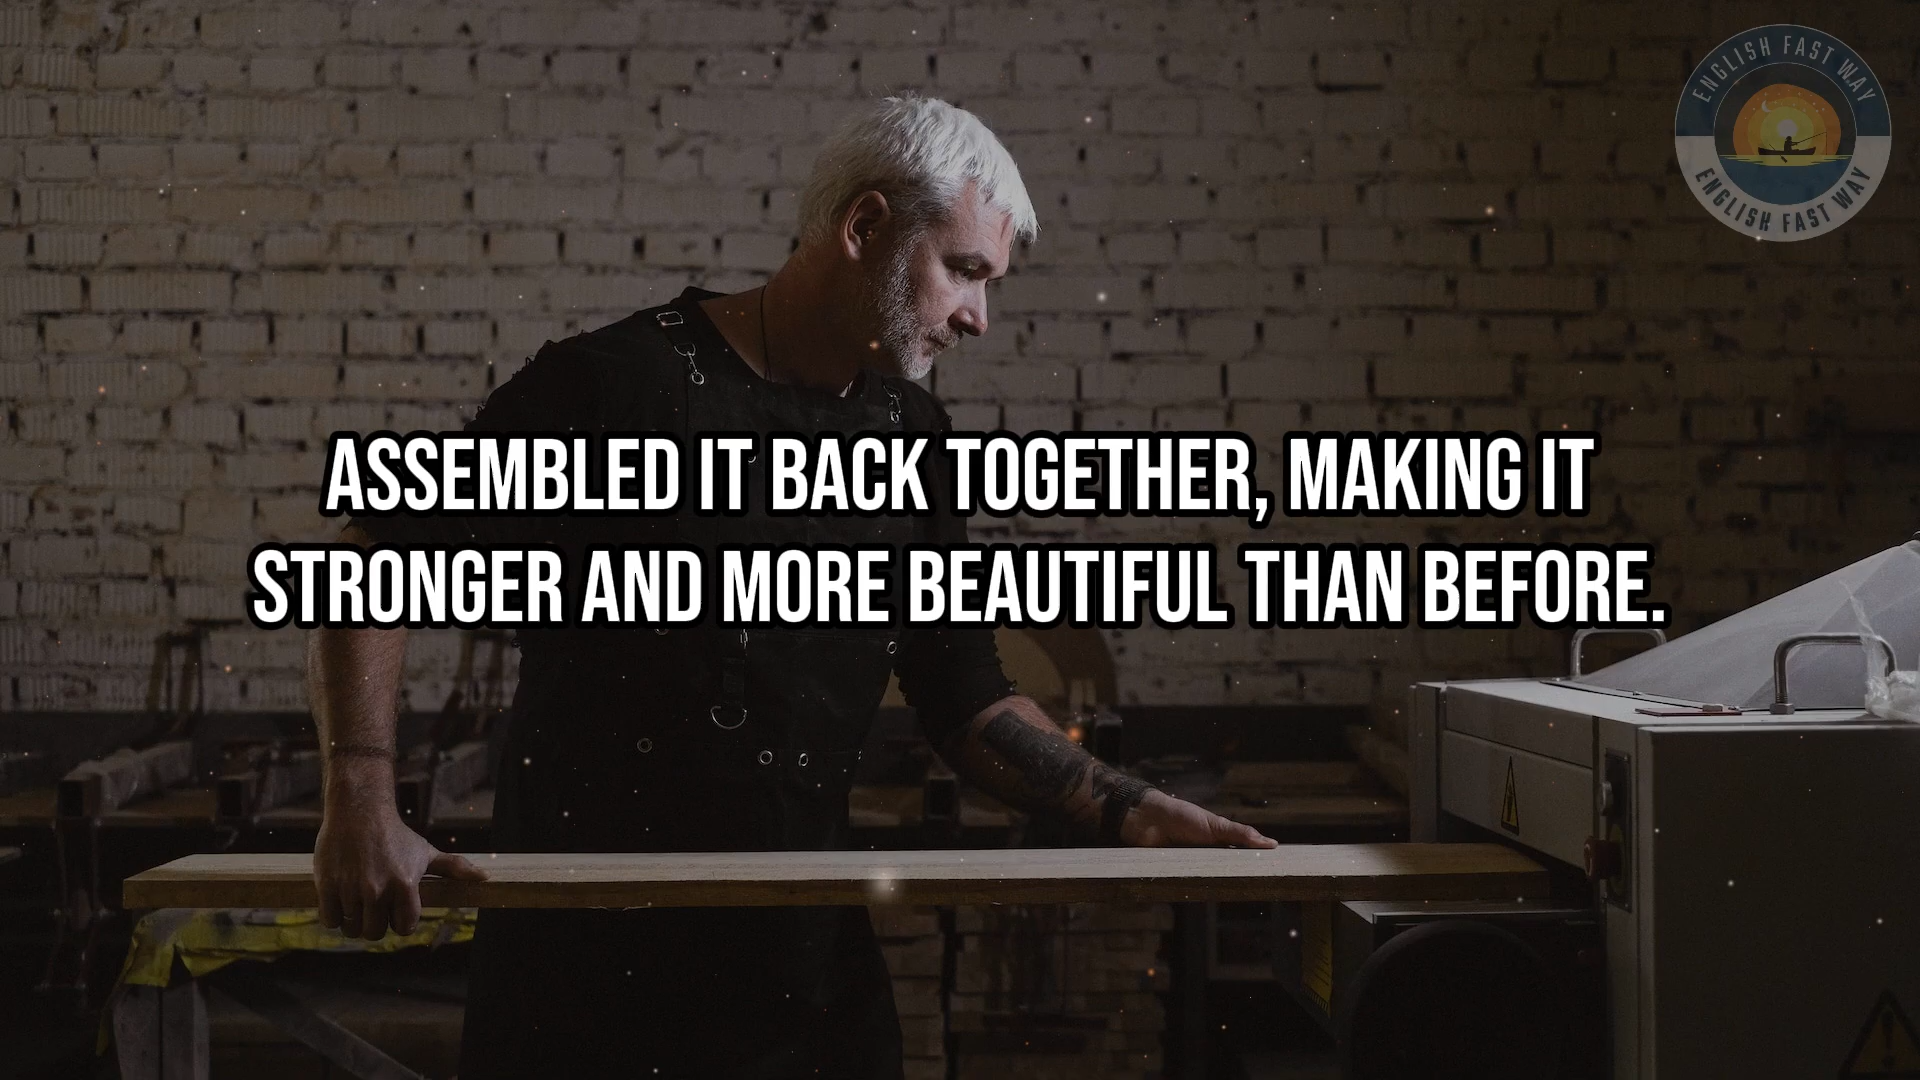 ENGLISH FAST WAY
ENGLISH FAST WAY
ASSEMBLED IT BACK TOGETHER, MAKING IT
STRONGER AND MORE BEAUTIFUL THAN BEFORE.